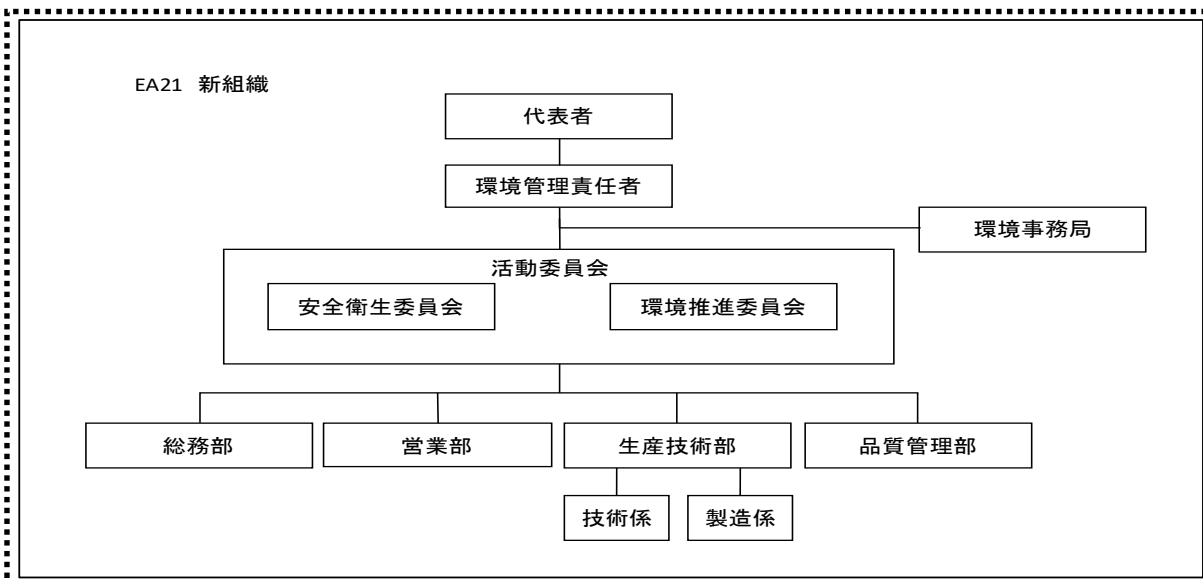 EA21 新組織
代表者
環境管理責任者
環境事務局
活動委員会
安全衛生委員会
環境推進委員会
総務部
営業部
生産技術部
品質管理部
技術係
製造係